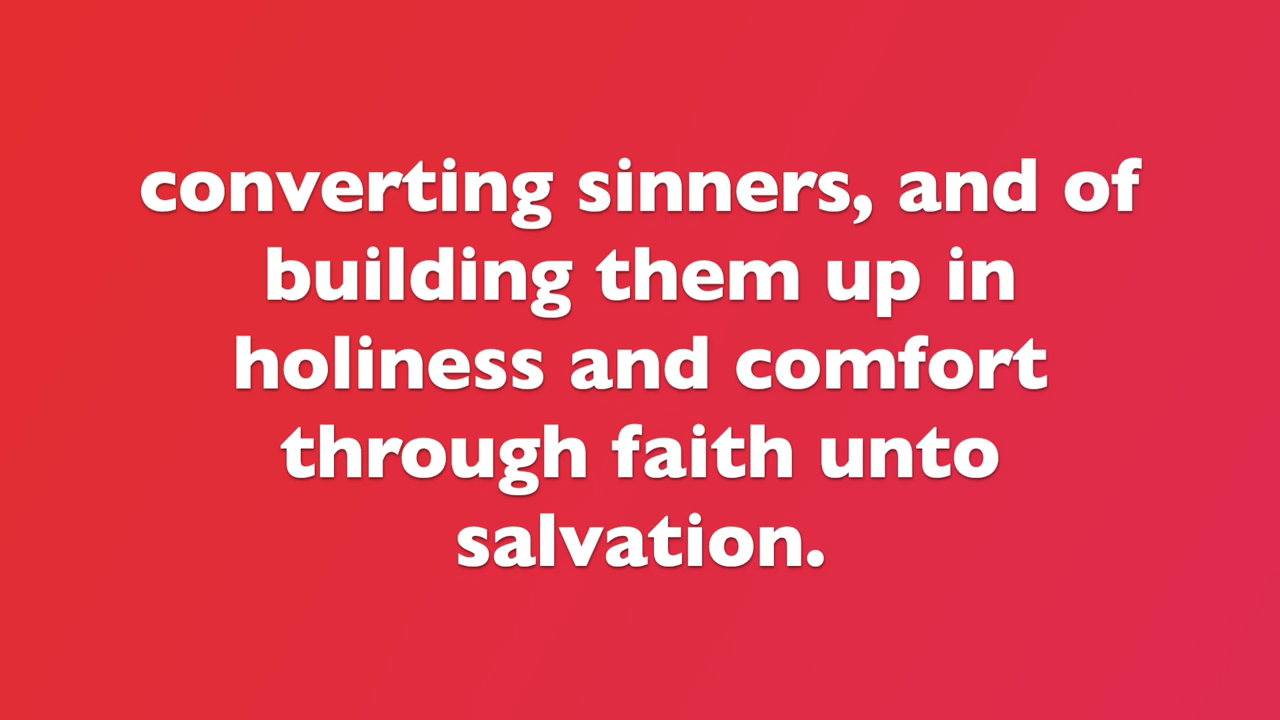 converting sinners, and of
building them up in
holiness and comfort
through faith unto
salvation.